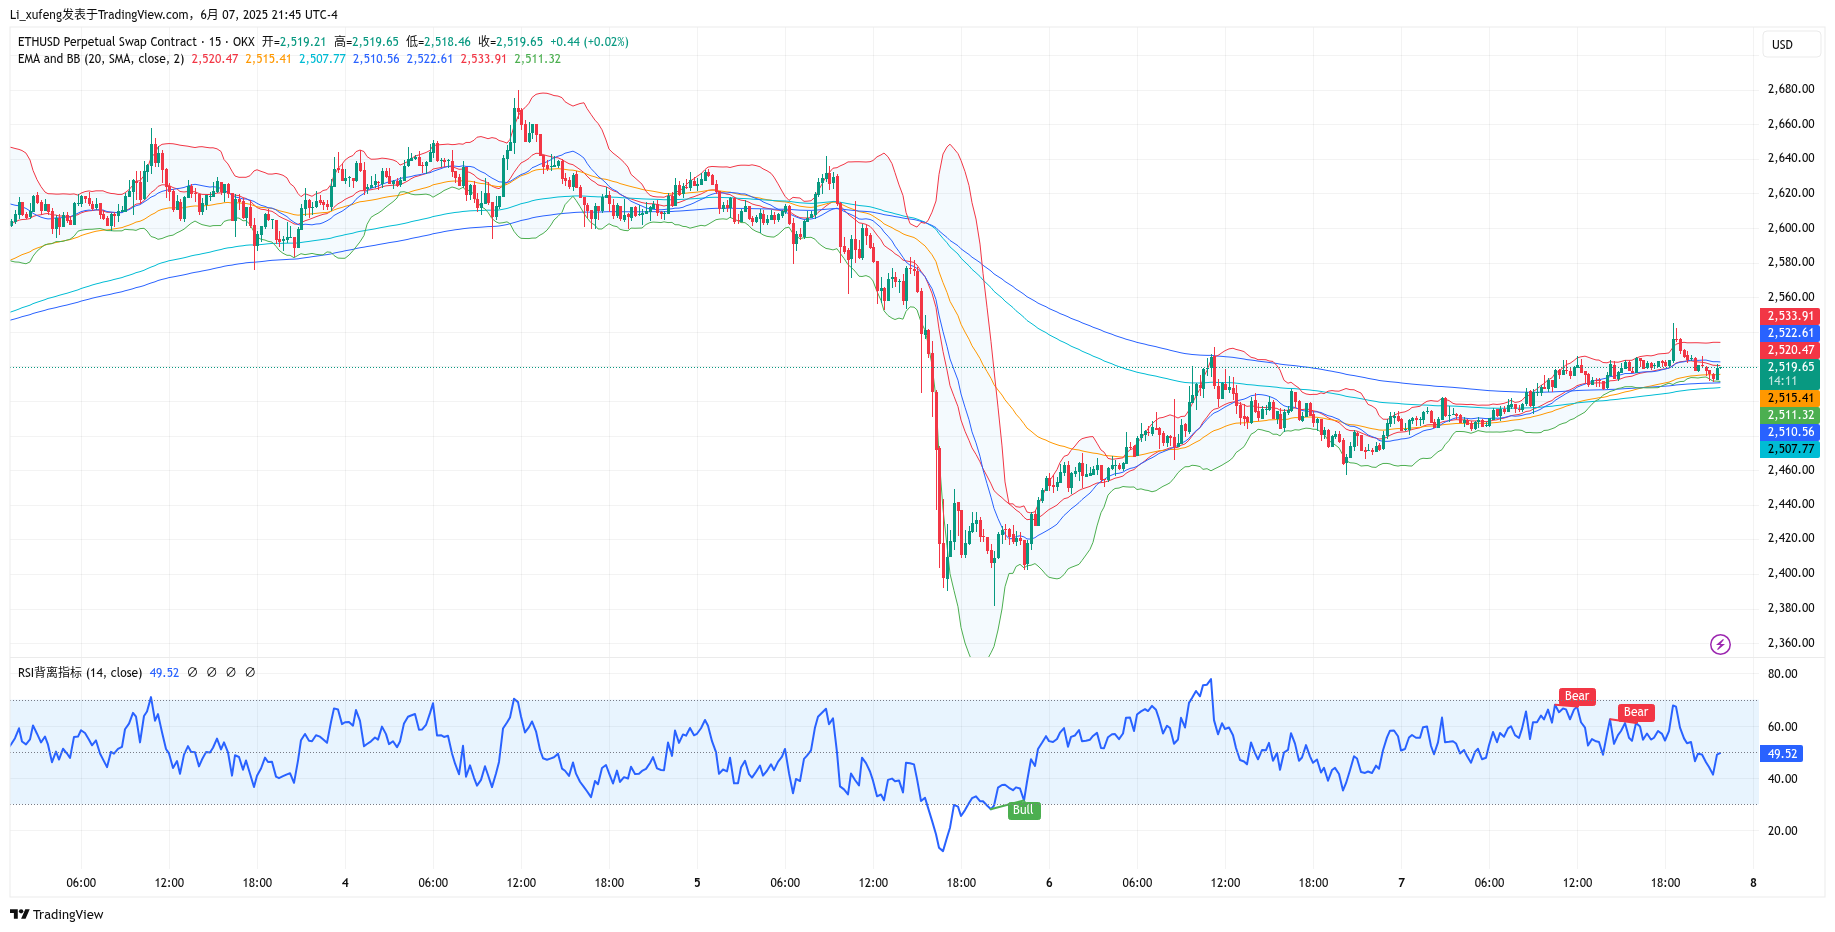 Li_xufeng发表于TradingView.com, 6月 07, 2025 21:45 UTC-4
ETHUSD Perpetual Swap Contract · 15 · OKX 开=2,519.21 高=2,519.65 低=2,518.46 收=2,519.65 +0.44 (+0.02%)
USD
EMA and BB (20, SMA, close, 2) 2,520.47 2,515.41 2,507.77 2,510.56 2,522.61 2,533.91 2,511.32
2,680.00
2,660.00
2,640.00
2,620.00
2,600.00
2,580.00
2,560.00
2,533.91
2,522.61
2,520.47
2,519.65
14:11
2,515.41
2,511.32
2,510.56
2,507.77
2,460.00
2,440.00
2,420.00
2,400.00
2,380.00
2,360.00
RSI背离指标 (14, close) 49.52 ∅ ∅ ∅ ∅
80.00
Bear
Bear
60.00
49.52
40.00
Bull
20.00
06:00 12:00 18:00 4 06:00 12:00 18:00 5 06:00 12:00 18:00 6 06:00 12:00 18:00 7 06:00 12:00 18:00 8
TradingView